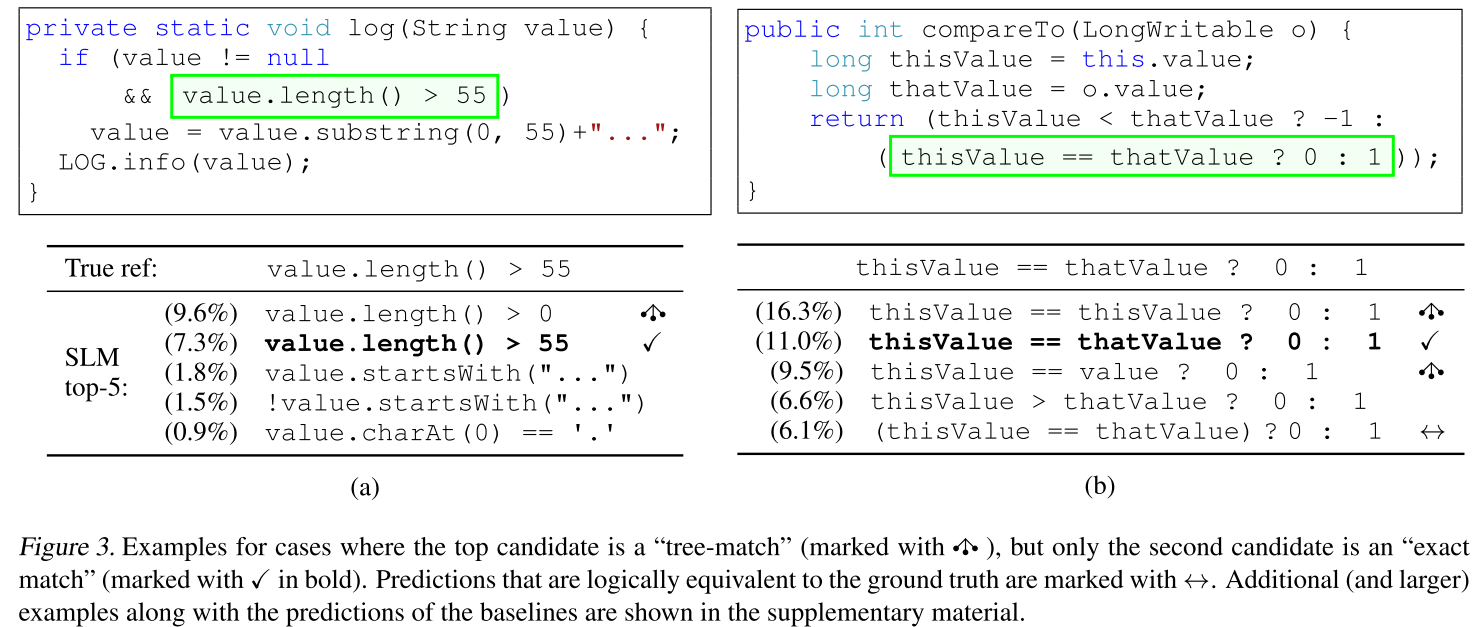 private static void log(String value) {
  if (value != null
      && value.length() > 55 )
    value = value.substring(0, 55)+"...";
  LOG.info(value);
}
True ref: value.length() > 55
SLM top-5:
(9.6%) value.length() > 0
(7.3%) value.length() > 55 ✓
(1.8%) value.startsWith("...")
(1.5%) !value.startsWith("...")
(0.9%) value.charAt(0) == '.'
(a)
public int compareTo(LongWritable o) {
    long thisValue = this.value;
    long thatValue = o.value;
    return (thisValue < thatValue ? -1 :
        ( thisValue == thatValue ? 0 : 1 ));
}
thisValue == thatValue ? 0 : 1
(16.3%) thisValue == thisValue ? 0 : 1
(11.0%) thisValue == thatValue ? 0 : 1 ✓
(9.5%) thisValue == value ? 0 : 1
(6.6%) thisValue > thatValue ? 0 : 1
(6.1%) (thisValue == thatValue) ? 0 : 1 ↔
(b)
Figure 3. Examples for cases where the top candidate is a “tree-match” (marked with ), but only the second candidate is an “exact
match” (marked with ✓ in bold). Predictions that are logically equivalent to the ground truth are marked with ↔. Additional (and larger)
examples along with the predictions of the baselines are shown in the supplementary material.